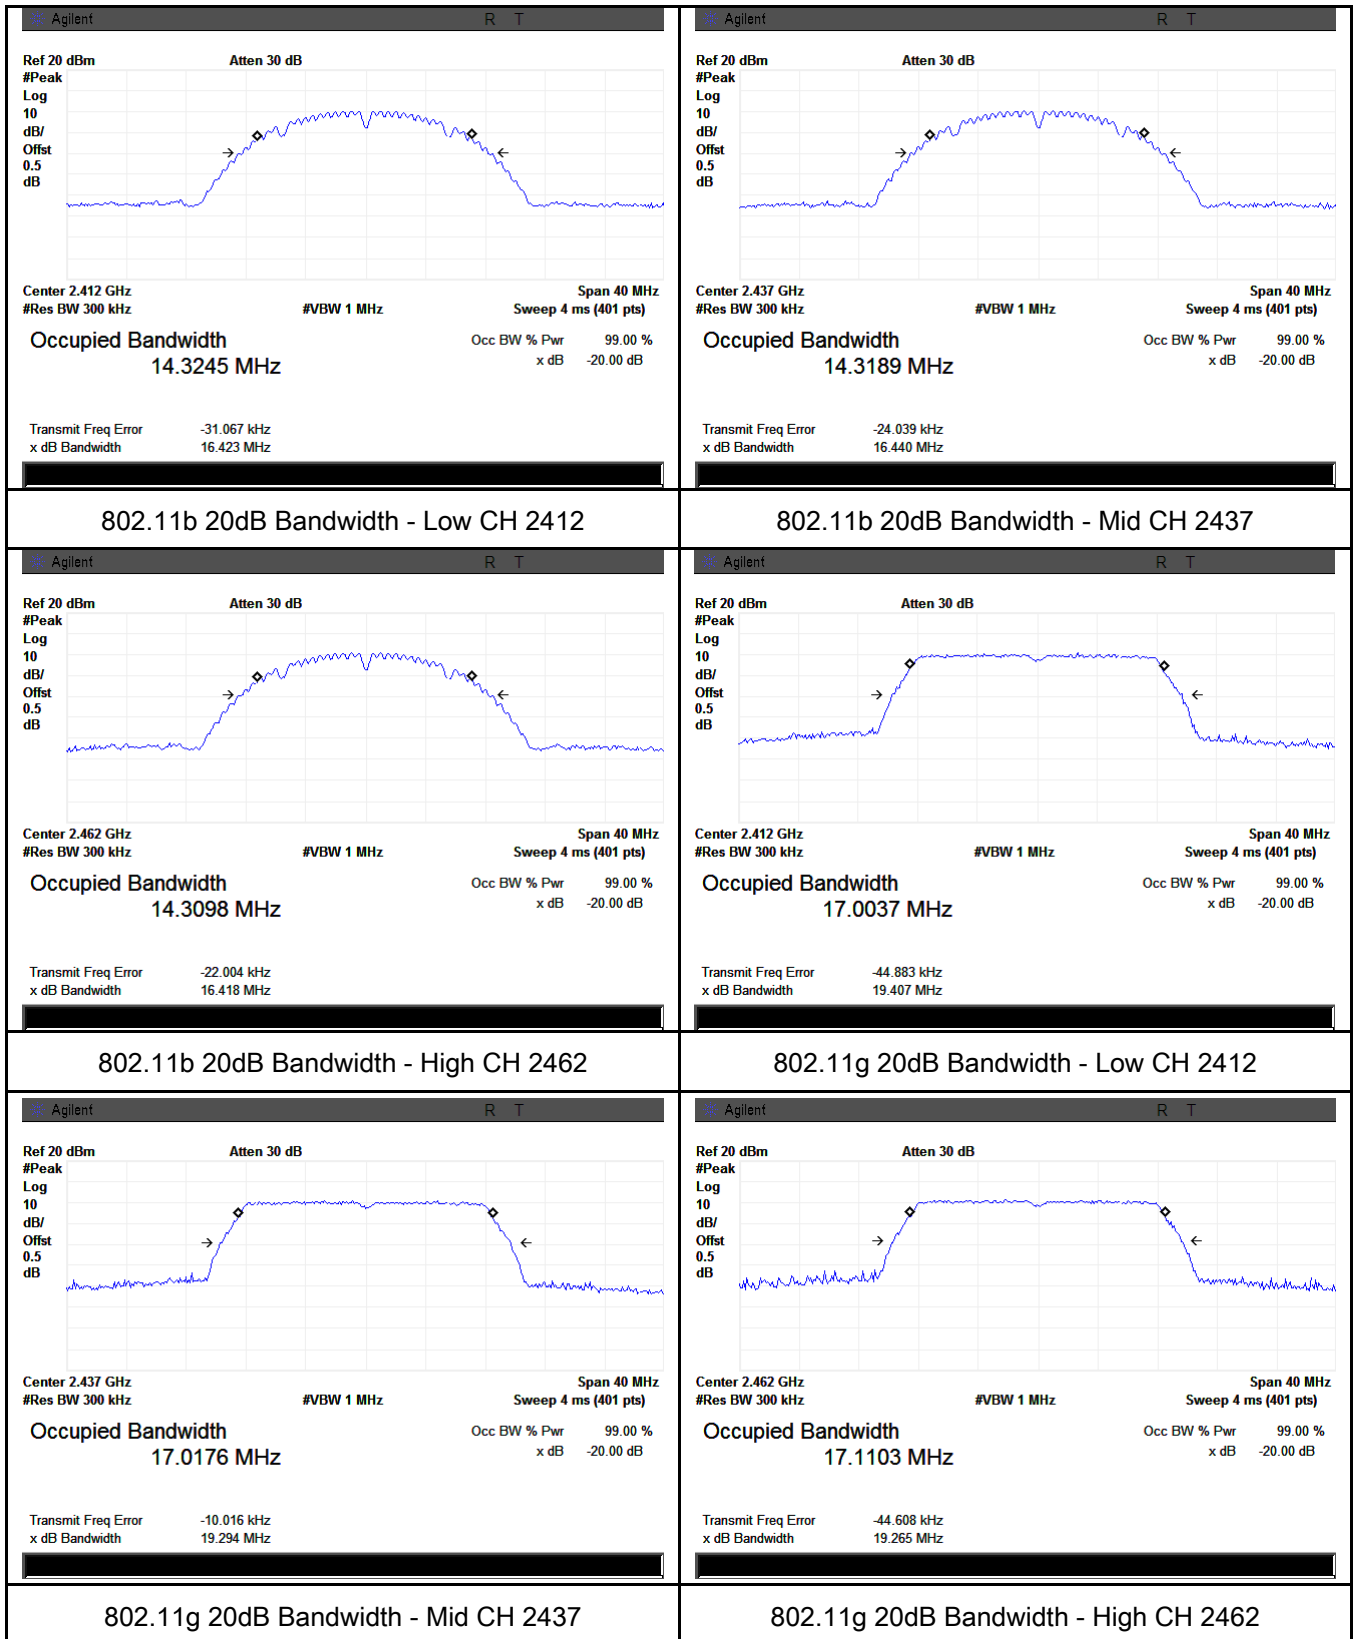 Agilent R T
Ref 20 dBm Atten 30 dB
#Peak
Log
10
dB/
Offst
0.5
dB
Center 2.412 GHz Span 40 MHz
#Res BW 300 kHz #VBW 1 MHz Sweep 4 ms (401 pts)
Occupied Bandwidth Occ BW % Pwr 99.00 %
14.3245 MHz x dB -20.00 dB
Transmit Freq Error -31.067 kHz
x dB Bandwidth 16.423 MHz
802.11b 20dB Bandwidth - Low CH 2412
Agilent R T
Ref 20 dBm Atten 30 dB
#Peak
Log
10
dB/
Offst
0.5
dB
Center 2.437 GHz Span 40 MHz
#Res BW 300 kHz #VBW 1 MHz Sweep 4 ms (401 pts)
Occupied Bandwidth Occ BW % Pwr 99.00 %
14.3189 MHz x dB -20.00 dB
Transmit Freq Error -24.039 kHz
x dB Bandwidth 16.440 MHz
802.11b 20dB Bandwidth - Mid CH 2437
Agilent R T
Ref 20 dBm Atten 30 dB
#Peak
Log
10
dB/
Offst
0.5
dB
Center 2.462 GHz Span 40 MHz
#Res BW 300 kHz #VBW 1 MHz Sweep 4 ms (401 pts)
Occupied Bandwidth Occ BW % Pwr 99.00 %
14.3098 MHz x dB -20.00 dB
Transmit Freq Error -22.004 kHz
x dB Bandwidth 16.418 MHz
802.11b 20dB Bandwidth - High CH 2462
Agilent R T
Ref 20 dBm Atten 30 dB
#Peak
Log
10
dB/
Offst
0.5
dB
Center 2.412 GHz Span 40 MHz
#Res BW 300 kHz #VBW 1 MHz Sweep 4 ms (401 pts)
Occupied Bandwidth Occ BW % Pwr 99.00 %
17.0037 MHz x dB -20.00 dB
Transmit Freq Error -44.883 kHz
x dB Bandwidth 19.407 MHz
802.11g 20dB Bandwidth - Low CH 2412
Agilent R T
Ref 20 dBm Atten 30 dB
#Peak
Log
10
dB/
Offst
0.5
dB
Center 2.437 GHz Span 40 MHz
#Res BW 300 kHz #VBW 1 MHz Sweep 4 ms (401 pts)
Occupied Bandwidth Occ BW % Pwr 99.00 %
17.0176 MHz x dB -20.00 dB
Transmit Freq Error -10.016 kHz
x dB Bandwidth 19.294 MHz
802.11g 20dB Bandwidth - Mid CH 2437
Agilent R T
Ref 20 dBm Atten 30 dB
#Peak
Log
10
dB/
Offst
0.5
dB
Center 2.462 GHz Span 40 MHz
#Res BW 300 kHz #VBW 1 MHz Sweep 4 ms (401 pts)
Occupied Bandwidth Occ BW % Pwr 99.00 %
17.1103 MHz x dB -20.00 dB
Transmit Freq Error -44.608 kHz
x dB Bandwidth 19.265 MHz
802.11g 20dB Bandwidth - High CH 2462